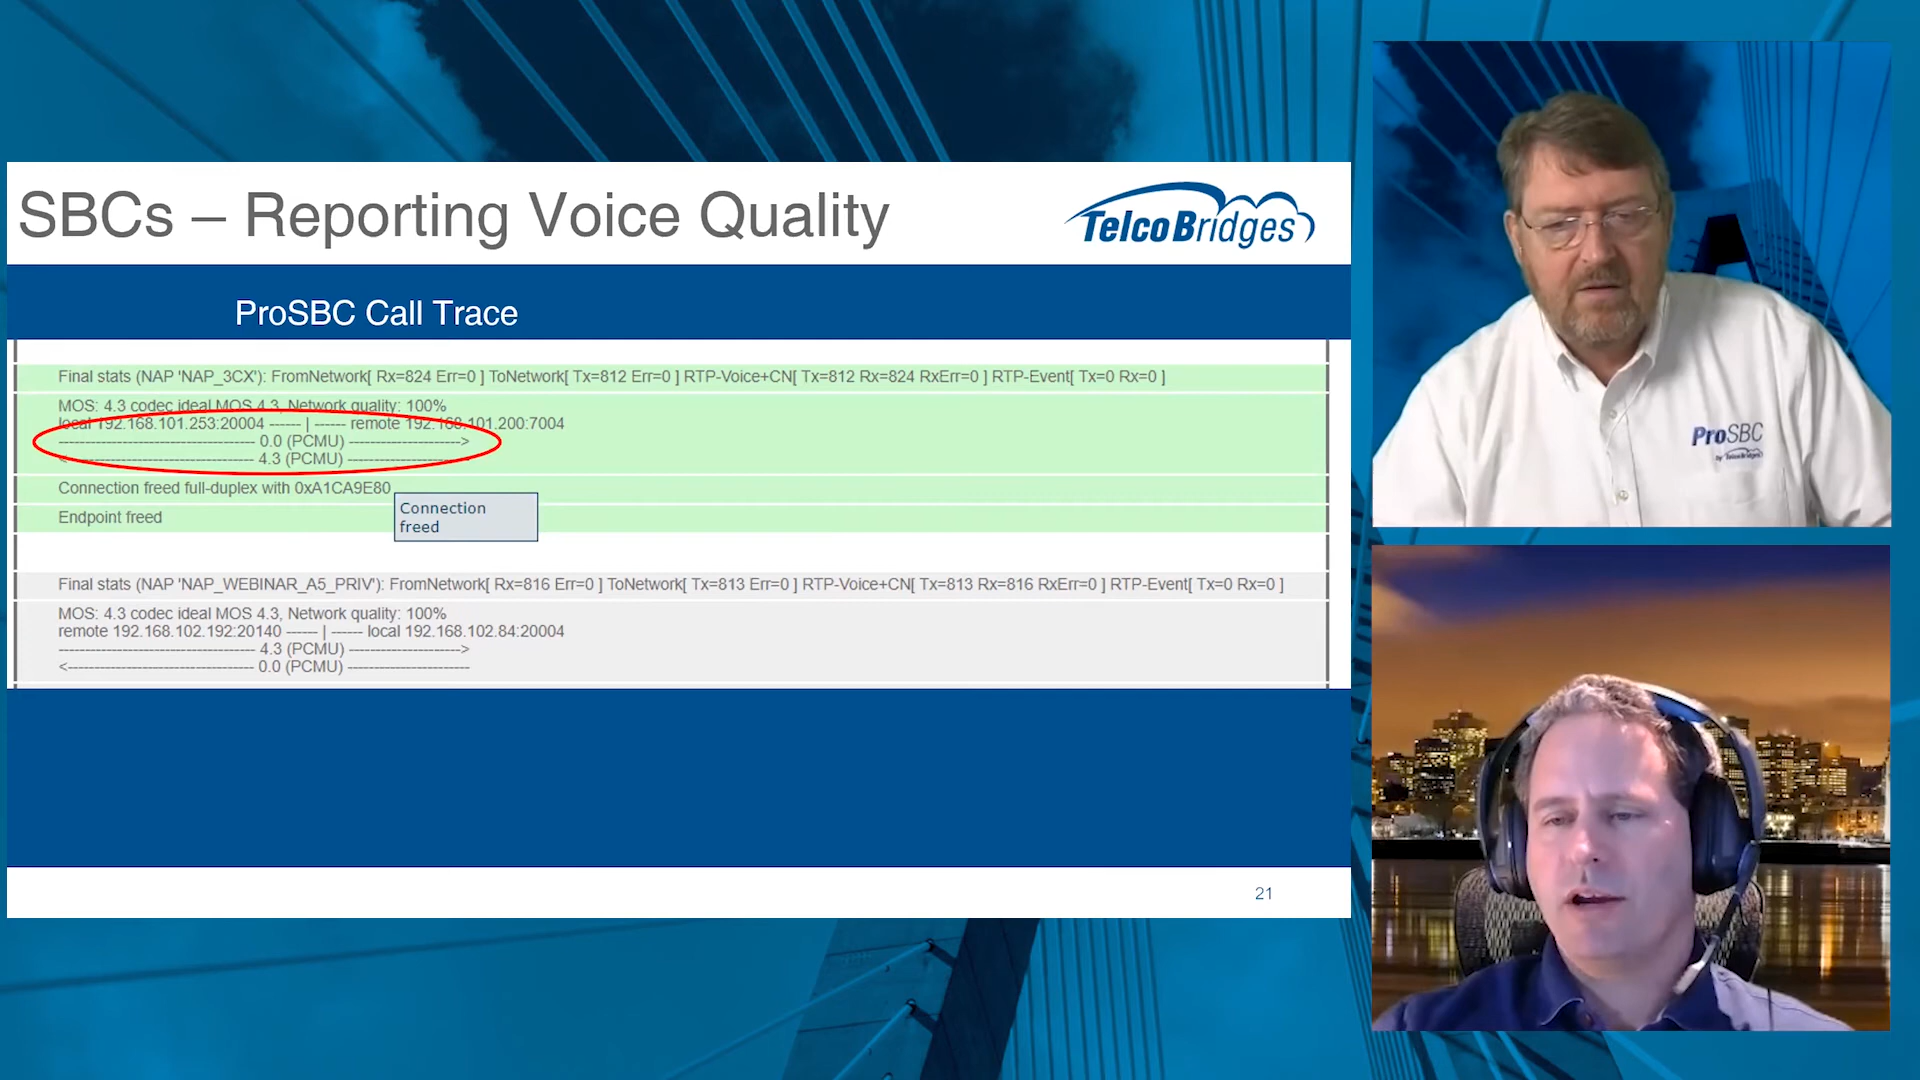 SBCs – Reporting Voice Quality
TelcoBridges
ProSBC Call Trace
Final stats (NAP 'NAP_3CX'): FromNetwork[ Rx=824 Err=0 ] ToNetwork[ Tx=812 Err=0 ] RTP-Voice+CN[ Tx=812 Rx=824 RxErr=0 ] RTP-Event[ Tx=0 Rx=0 ]
MOS: 4.3 codec ideal MOS 4.3, Network quality: 100%
local 192.168.101.253:20004 ------ | ------ remote 192.168.101.200:7004
------------------------------------- 0.0 (PCMU) --------------------->
<----------------------------------- 4.3 (PCMU) -----------------------
Connection freed full-duplex with 0xA1CA9E80
Connection
freed
Endpoint freed
Final stats (NAP 'NAP_WEBINAR_A5_PRIV'): FromNetwork[ Rx=816 Err=0 ] ToNetwork[ Tx=813 Err=0 ] RTP-Voice+CN[ Tx=813 Rx=816 RxErr=0 ] RTP-Event[ Tx=0 Rx=0 ]
MOS: 4.3 codec ideal MOS 4.3, Network quality: 100%
remote 192.168.102.192:20140 ------ | ------ local 192.168.102.84:20004
------------------------------------- 4.3 (PCMU) --------------------->
<----------------------------------- 0.0 (PCMU) -----------------------
21
ProSBC
by TelcoBridges